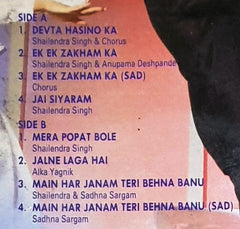 SIDE A
1. DEVTA HASINO KA
Shailendra Singh & Chorus
2. EK EK ZAKHAM KA
Shailendra Singh & Anupama Deshpande
3. EK EK ZAKHAM KA (SAD)
Chorus
4. JAI SIYARAM
Shailendra Singh
SIDE B
1. MERA POPAT BOLE
Shailendra Singh
2. JALNE LAGA HAI
Alka Yagnik
3. MAIN HAR JANAM TERI BEHNA BANU
Shailendra & Sadhna Sargam
4. MAIN HAR JANAM TERI BEHNA BANU (SAD)
Sadhna Sargam